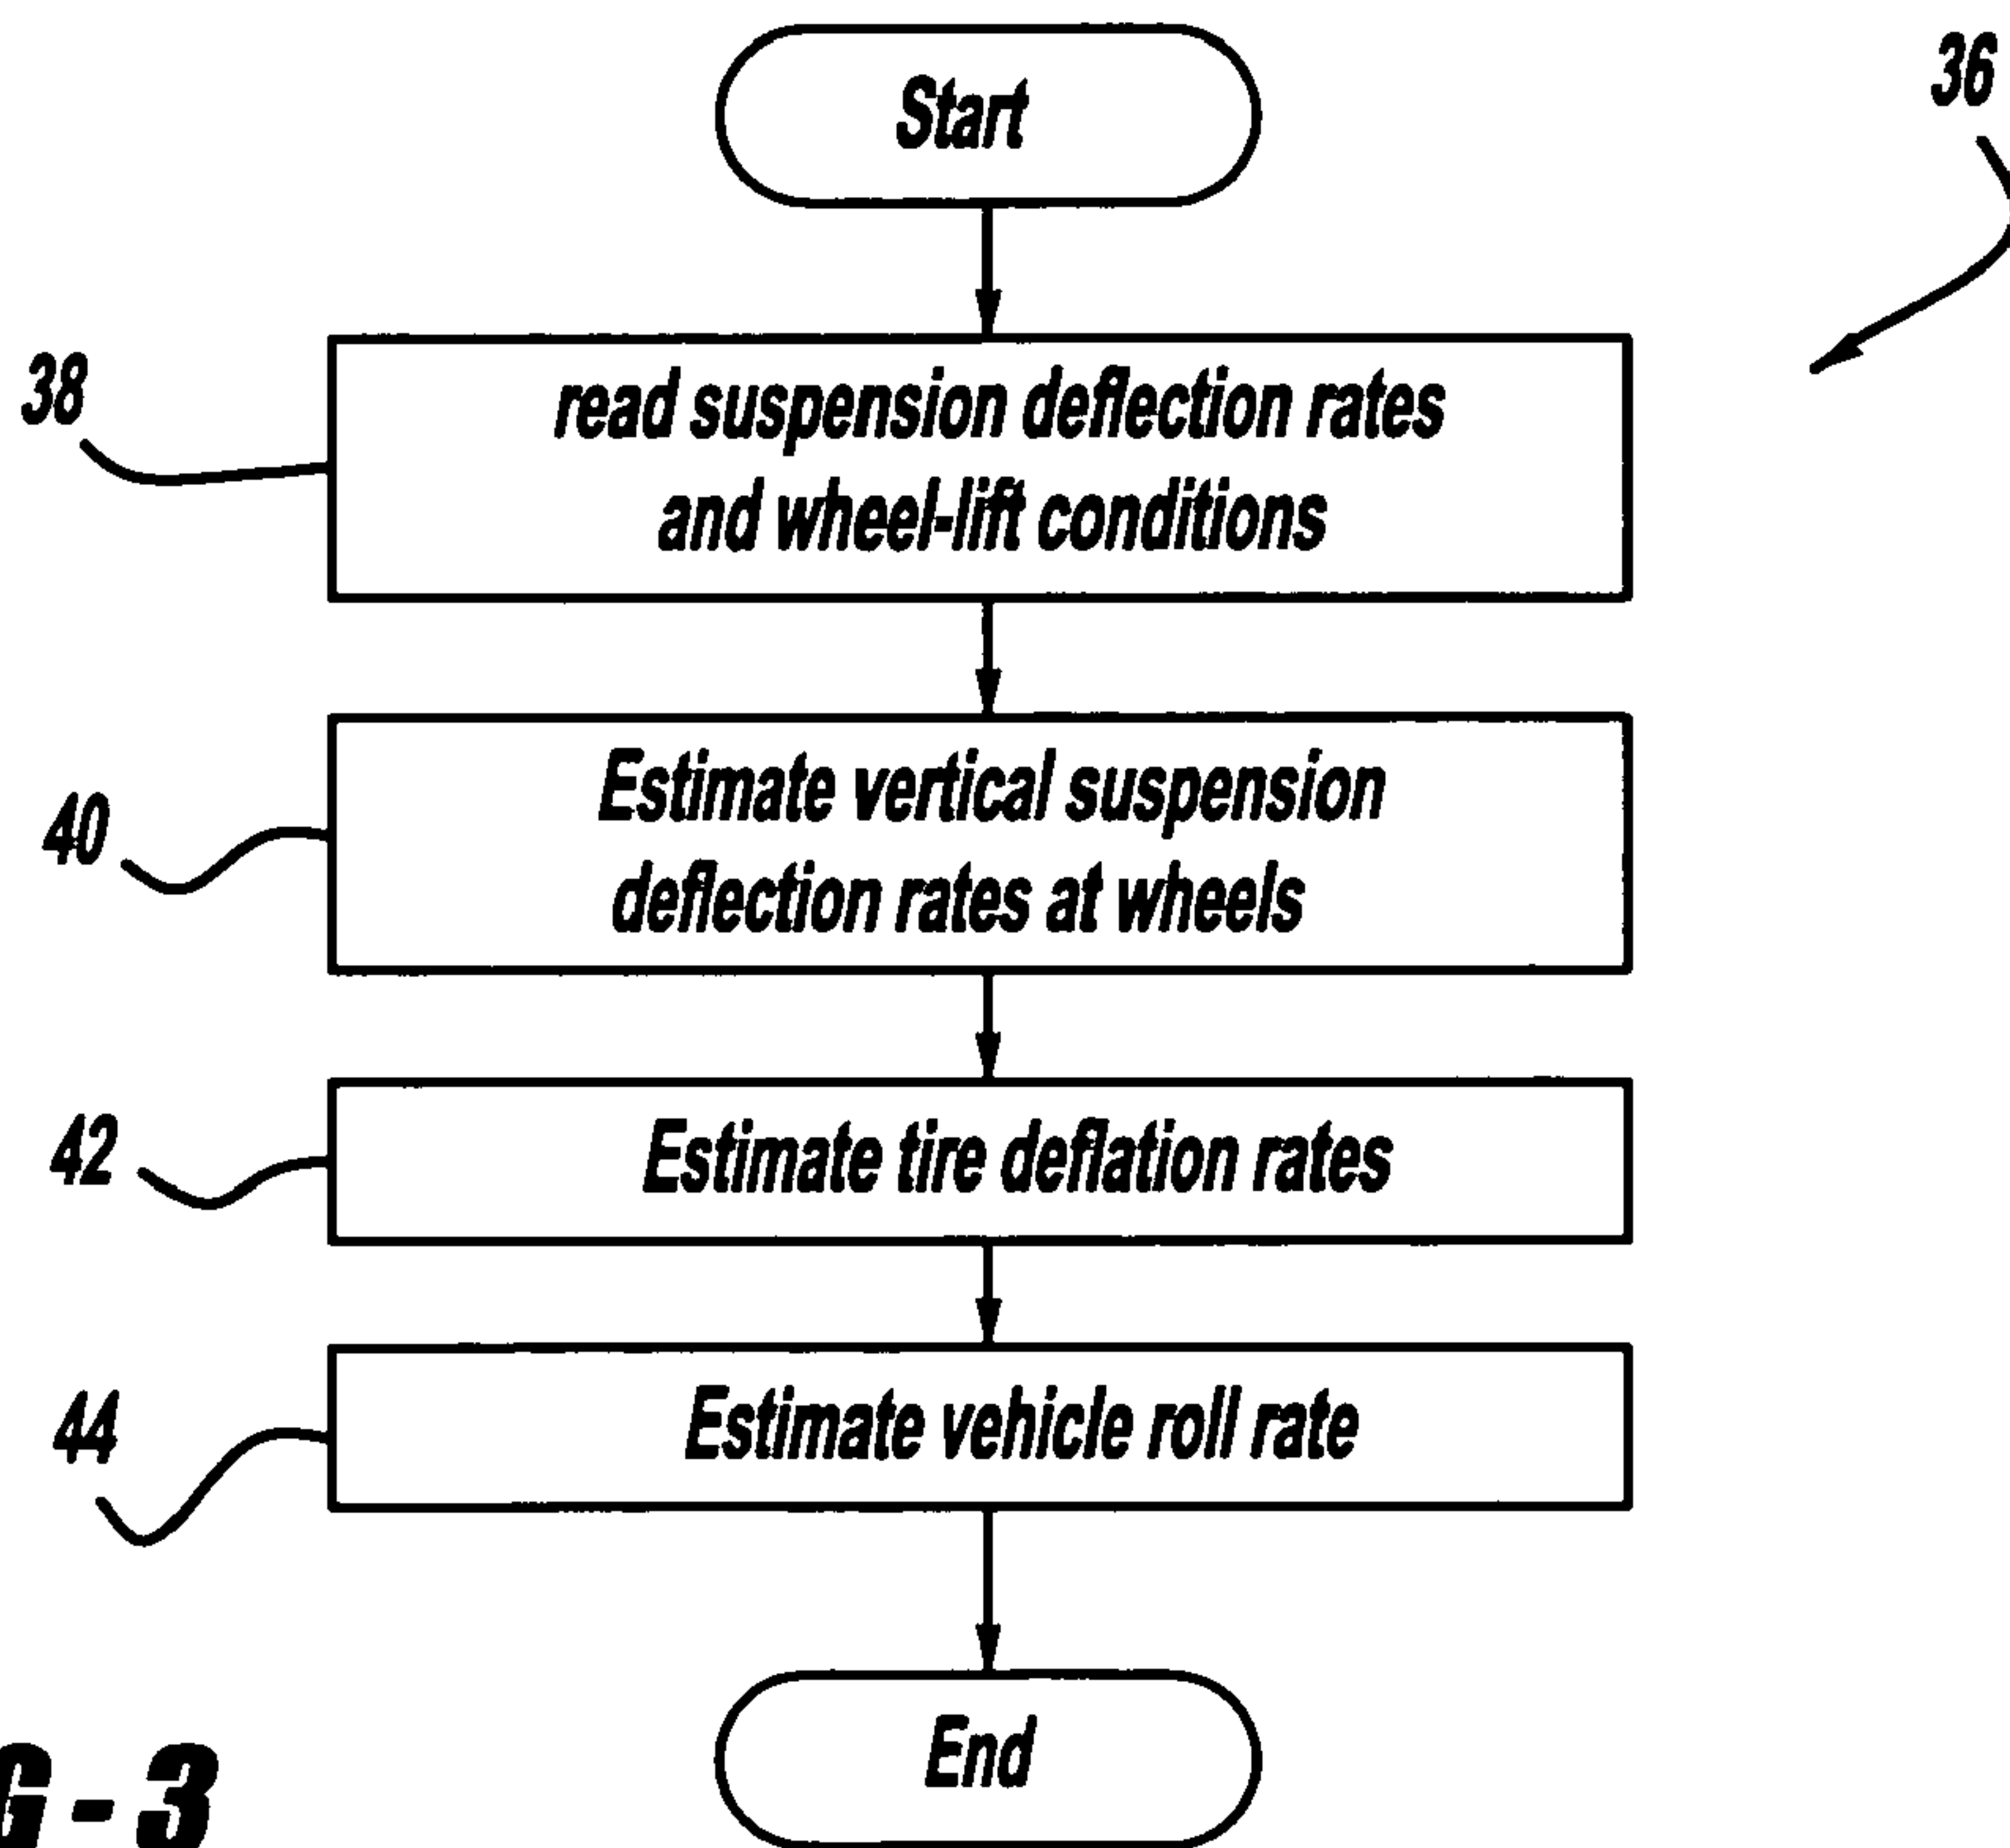 Start
36
38
read suspension deflection rates
and wheel-lift conditions
40
Estimate vertical suspension
deflection rates at wheels
42
Estimate tire deflation rates
44
Estimate vehicle roll rate
End
G-3